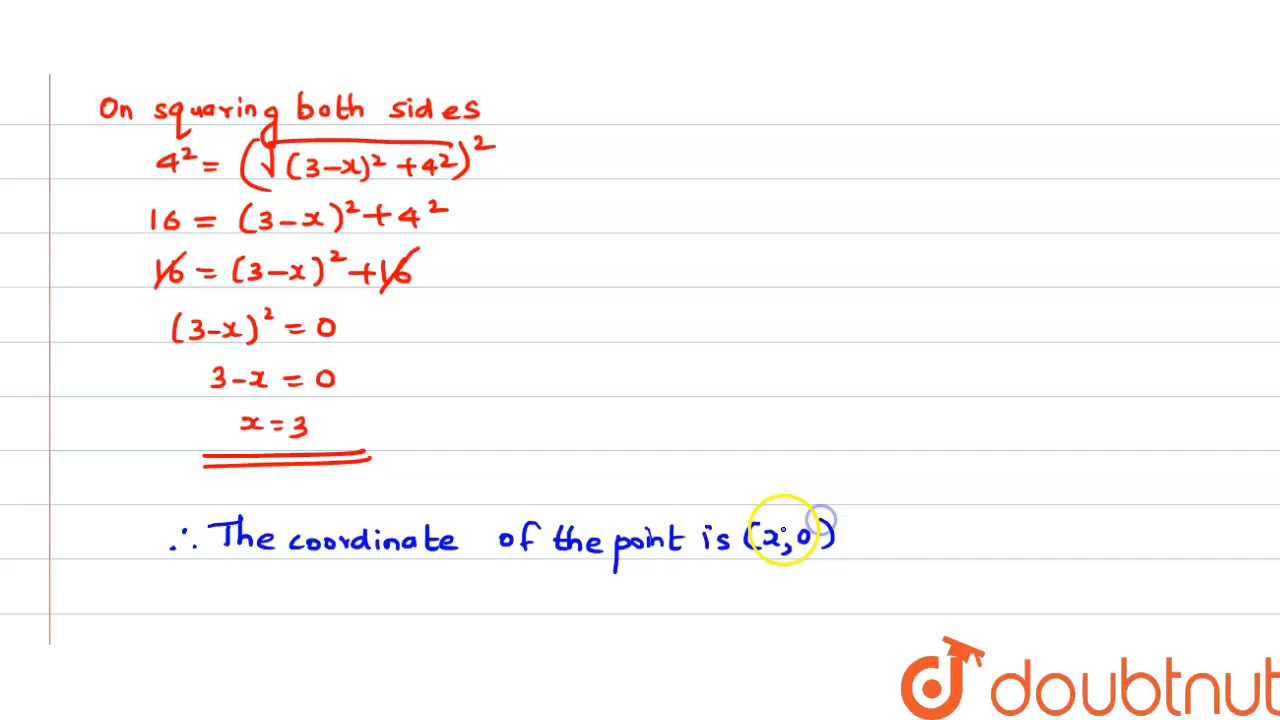 On squaring both sides
4² = (√(3-x)² + 4²)²
16 = (3-x)² + 4²
16 = (3-x)² + 16
(3-x)² = 0
3-x = 0
x = 3
∴ The coordinate of the point is (x, 0)
doubtnut